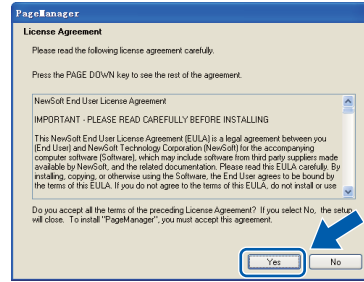 PageManager
License Agreement
Please read the following license agreement carefully.
Press the PAGE DOWN key to see the rest of the agreement.
NewSoft End User License Agreement
IMPORTANT - PLEASE READ CAREFULLY BEFORE INSTALLING
This NewSoft End User License Agreement (EULA) is a legal agreement between you
(End User) and NewSoft Technology Corporation (NewSoft) for the accompanying
computer software (Software), which may include software from third party suppliers made
available by NewSoft, and the related documentation. Please read this EULA carefully. By
installing, copying, or otherwise using the Software, the End User agrees to be bound by
the terms of this EULA. If you do not agree to the terms of this EULA, do not install or use
Do you accept all the terms of the preceding License Agreement? If you select No, the setup
will close. To install "PageManager", you must accept this agreement.
Yes
No